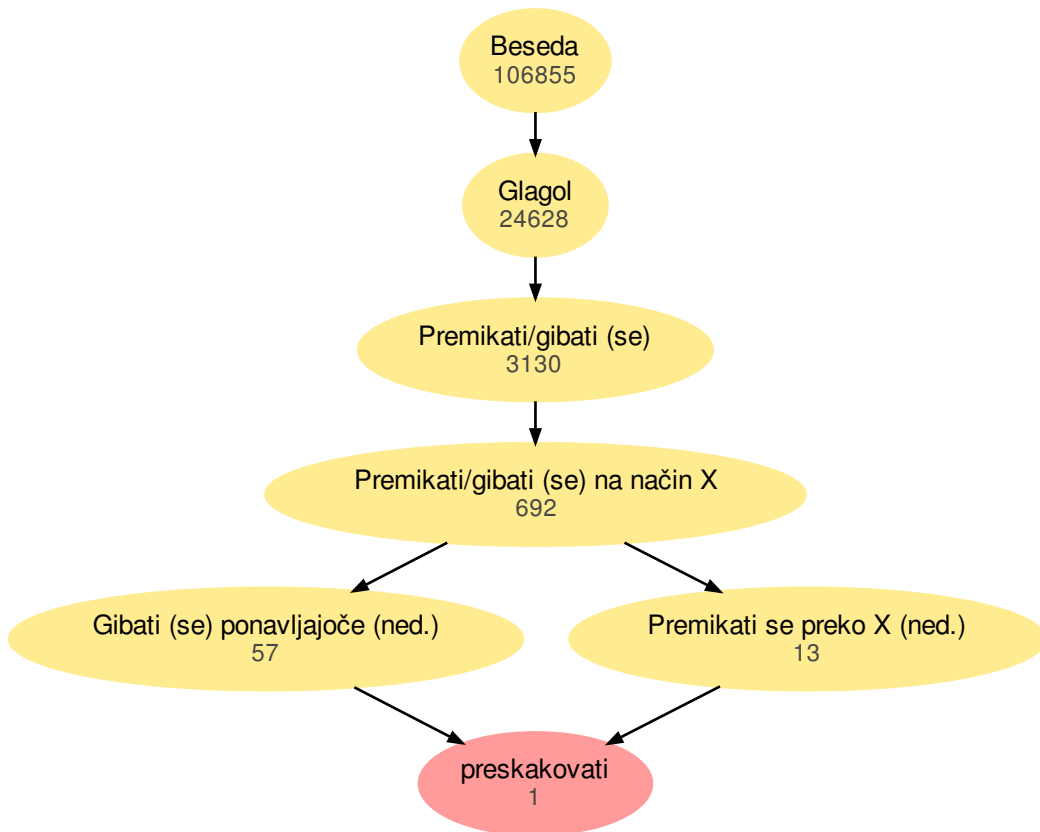 Beseda
106855
Glagol
24628
Premikati/gibati (se)
3130
Premikati/gibati (se) na način X
692
Gibati (se) ponavljajoče (ned.)
57
Premikati se preko X (ned.)
13
preskakovati
1